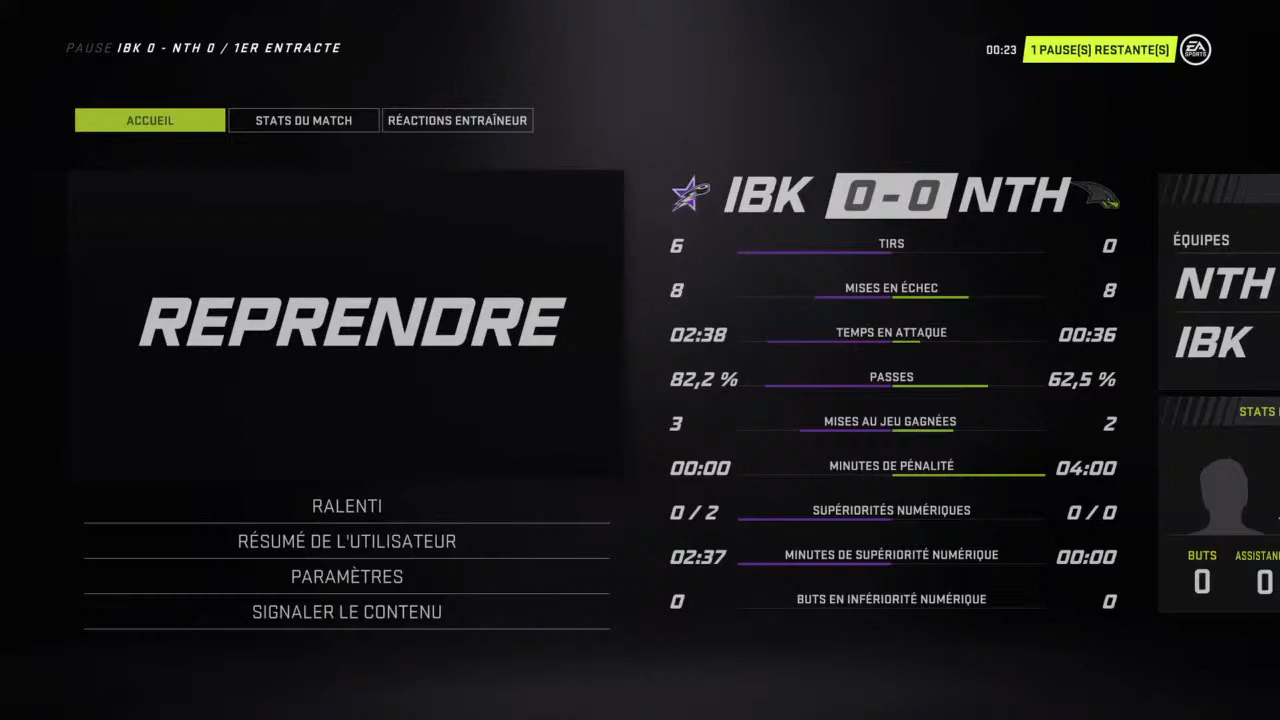 PAUSE IBK 0 - NTH 0 / 1ER ENTRACTE
00:23 1 PAUSE(S) RESTANTE(S) EA SPORTS
ACCUEIL STATS DU MATCH RÉACTIONS ENTRAÎNEUR
REPRENDRE
RALENTI
RÉSUMÉ DE L'UTILISATEUR
PARAMÈTRES
SIGNALER LE CONTENU
IBK 0-0 NTH
6 TIRS 0
8 MISES EN ÉCHEC 8
02:38 TEMPS EN ATTAQUE 00:36
82,2 % PASSES 62,5 %
3 MISES AU JEU GAGNÉES 2
00:00 MINUTES DE PÉNALITÉ 04:00
0 / 2 SUPÉRIORITÉS NUMÉRIQUES 0 / 0
02:37 MINUTES DE SUPÉRIORITÉ NUMÉRIQUE 00:00
0 BUTS EN INFÉRIORITÉ NUMÉRIQUE 0
ÉQUIPES
NTH
IBK
STATS
BUTS ASSISTAN
0 0